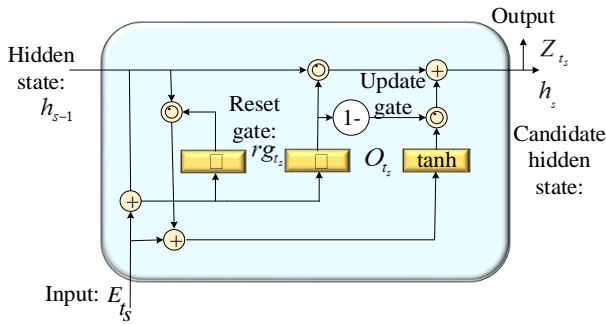 Output
Hidden
state:
h_{s-1}
Z_{t_s}
Update
gate
h_s
Reset
gate:
rg_{t_s}
1-
O_{t_s}
tanh
Candidate
hidden
state:
Input: E_{t_s}